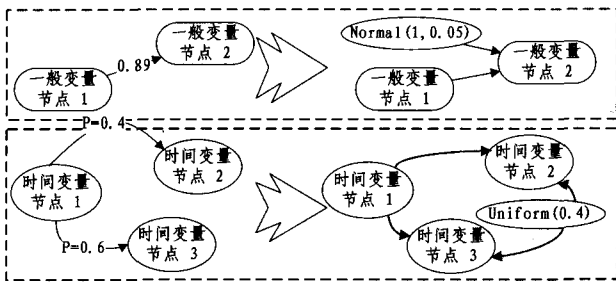 一般变量
节点 1
0.89
一般变量
节点 2
Normal(1,0.05)
一般变量
节点 1
一般变量
节点 2
P=0.4
时间变量
节点 1
时间变量
节点 2
P=0.6
时间变量
节点 3
时间变量
节点 1
时间变量
节点 2
Uniform(0.4)
时间变量
节点 3